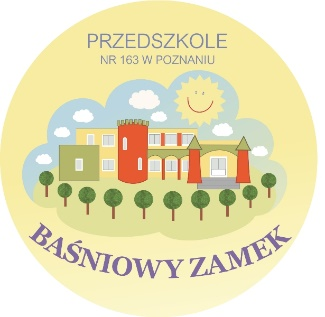 PRZEDSZKOLE
NR 163 W POZNANIU
BAŚNIOWY ZAMEK